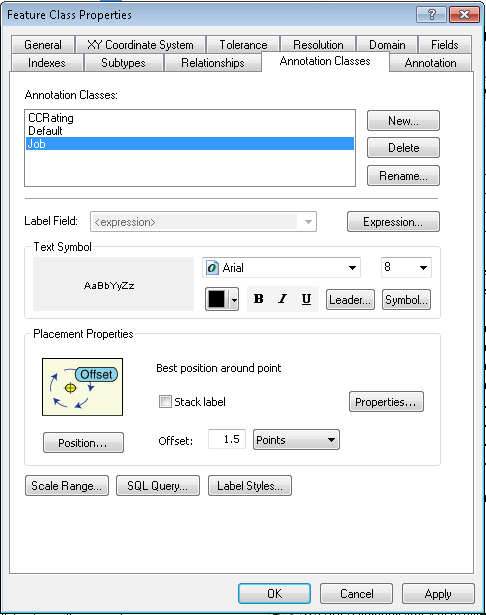 Feature Class Properties
?
General XY Coordinate System Tolerance Resolution Domain Fields
Indexes Subtypes Relationships Annotation Classes Annotation
Annotation Classes:
CCRating
Default
Job
New...
Delete
Rename...
Label Field: <expression> Expression...
Text Symbol
AaBbYyZz
O Arial 8
B I U Leader... Symbol...
Placement Properties
Offset
Best position around point
Stack label Properties...
Position... Offset: 1.5 Points
Scale Range... SQL Query... Label Styles...
OK Cancel Apply